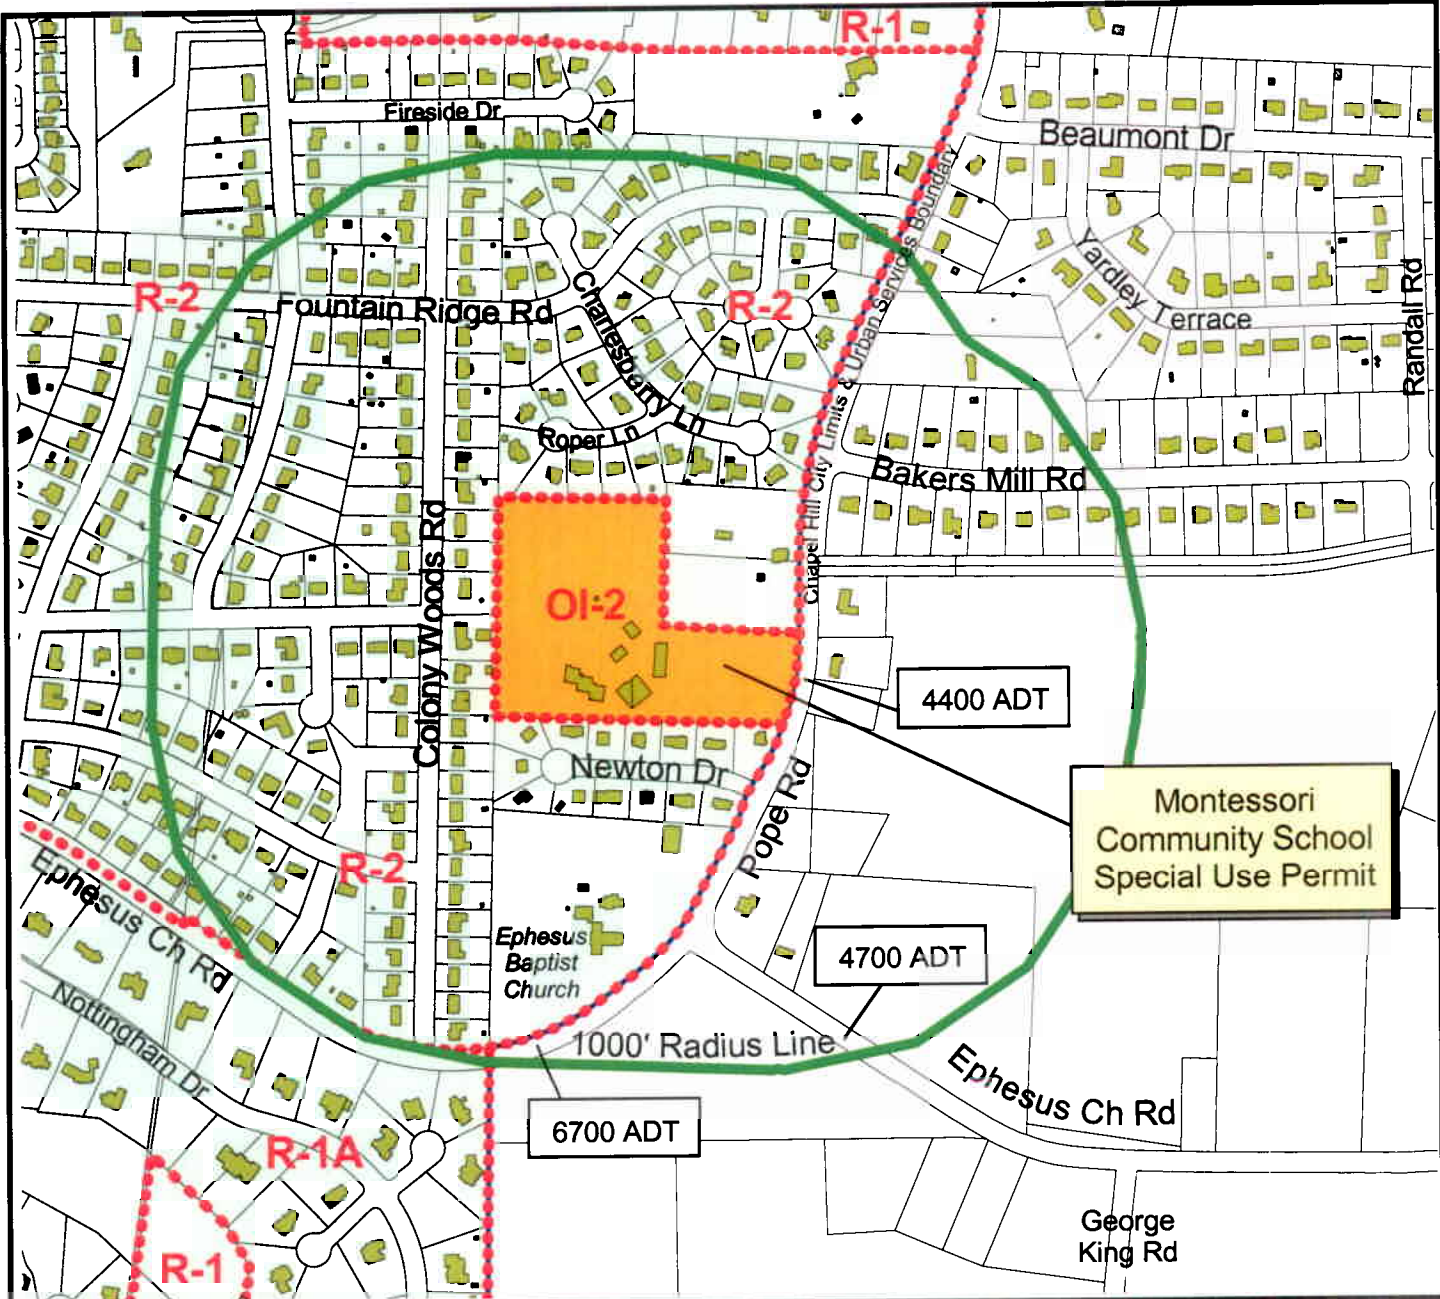 R-1
Fireside Dr
Beaumont Dr
Chapel Hill City Limits & Urban Services Boundary
Yardley Terrace
Randall Rd
R-2
Fountain Ridge Rd
Charlesberry Ln
R-2
Roper Ln
Bakers Mill Rd
Colony Woods Rd
OI-2
4400 ADT
Newton Dr
Pope Rd
Montessori
Community School
Special Use Permit
R-2
Ephesus Ch Rd
Ephesus
Baptist
Church
4700 ADT
Nottingham Dr
1000' Radius Line
Ephesus Ch Rd
6700 ADT
R-1A
George
King Rd
R-1